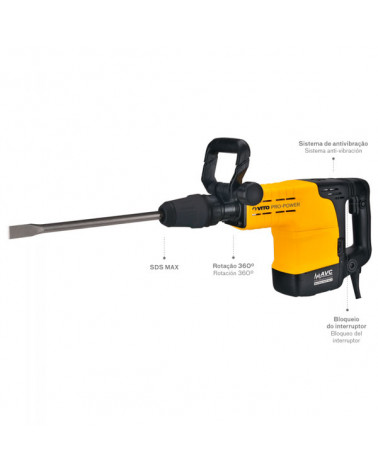 Sistema de antivibração
Sistema anti-vibración
VITO PRO-POWER
SDS MAX
Rotação 360º
Rotación 360º
MAVC
Bloqueio
do interruptor
Bloqueo del
interruptor